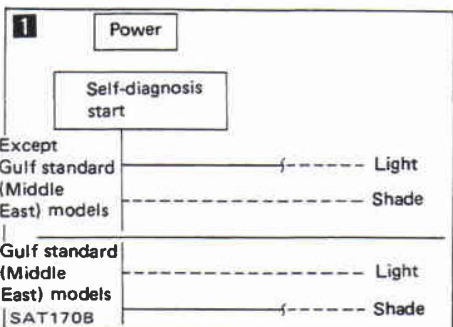 1
Power
Self-diagnosis
start
Except
Gulf standard
(Middle
East) models
Light
Shade
Gulf standard
(Middle
East) models
Light
Shade
SAT170B